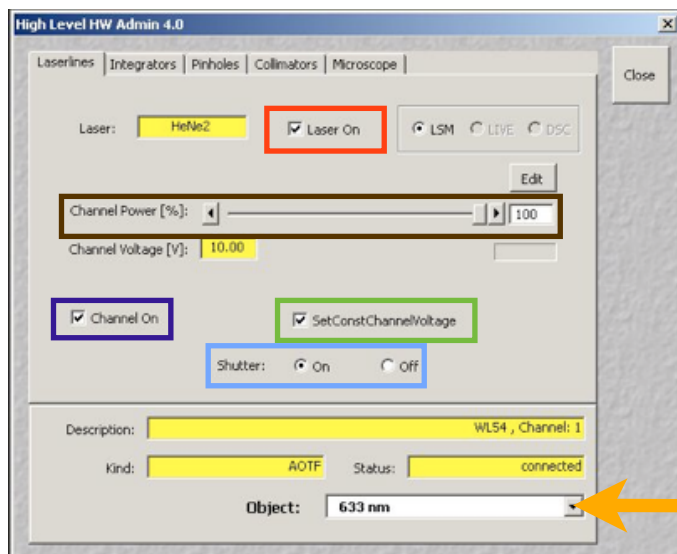 High Level HW Admin 4.0
Laserlines Integrators Pinholes Collimators Microscope
Close
Laser: HeNe2 Laser On LSM LIVE DSC
Edit
Channel Power [%]: 100
Channel Voltage [V]: 10.00
Channel On SetConstChannelVoltage
Shutter: On Off
Description: WL54 , Channel: 1
Kind: AOTF Status: connected
Object: 633 nm